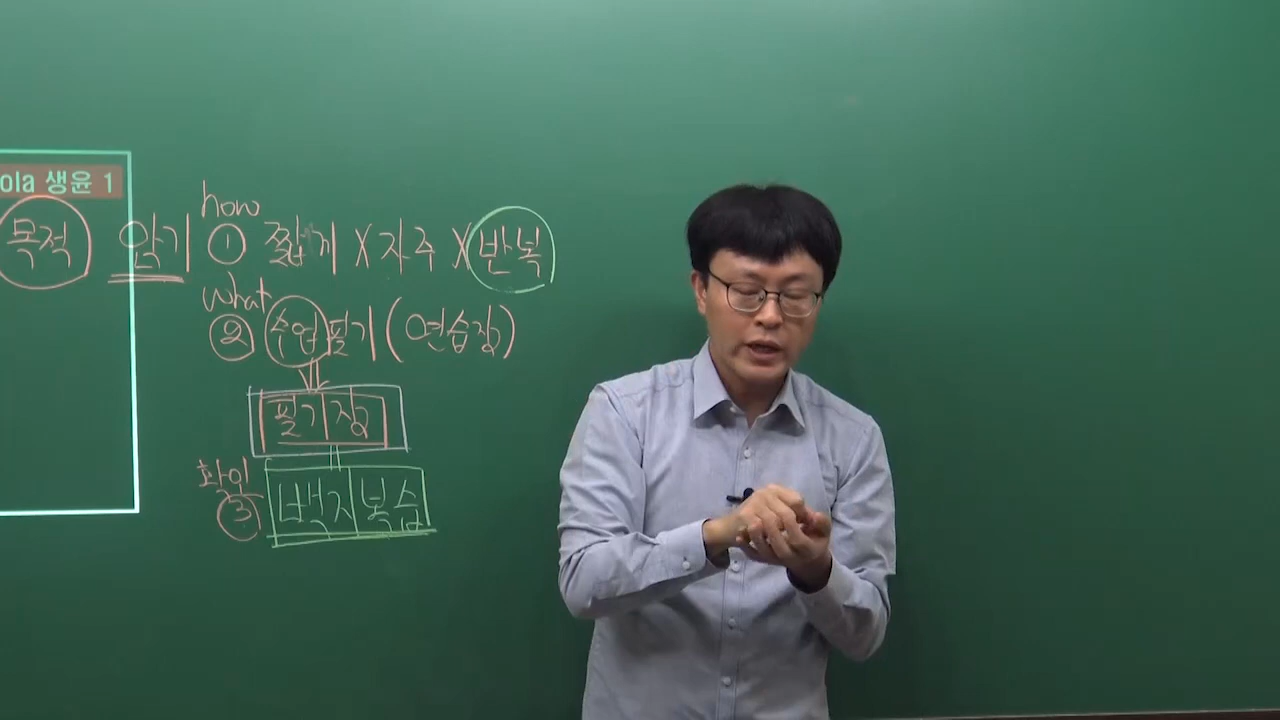 ola 생윤 1
목적 암기 how ① 짧게 X 자주 X 반복
what ② 수업필기 (연습장)
필기장
확인 ③ 백지복습